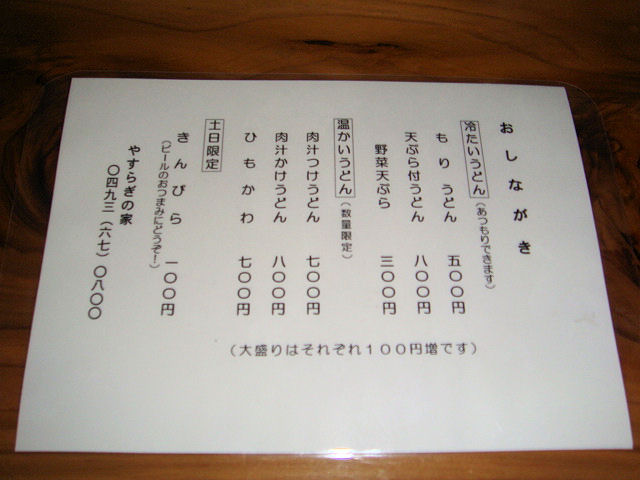 おしながき
冷たいうどん（あつもりできます）
もりうどん 五〇〇円
天ぷら付うどん 八〇〇円
野菜天ぷら 三〇〇円
温かいうどん（数量限定）
肉汁つけうどん 七〇〇円
肉汁かけうどん 八〇〇円
ひもかわ 七〇〇円
土日限定
きんぴら 一〇〇円
（ビールのおつまみにどうぞ！）
やすらぎの家
〇四九三（六七）〇八〇〇
（大盛りはそれぞれ１００円増です）